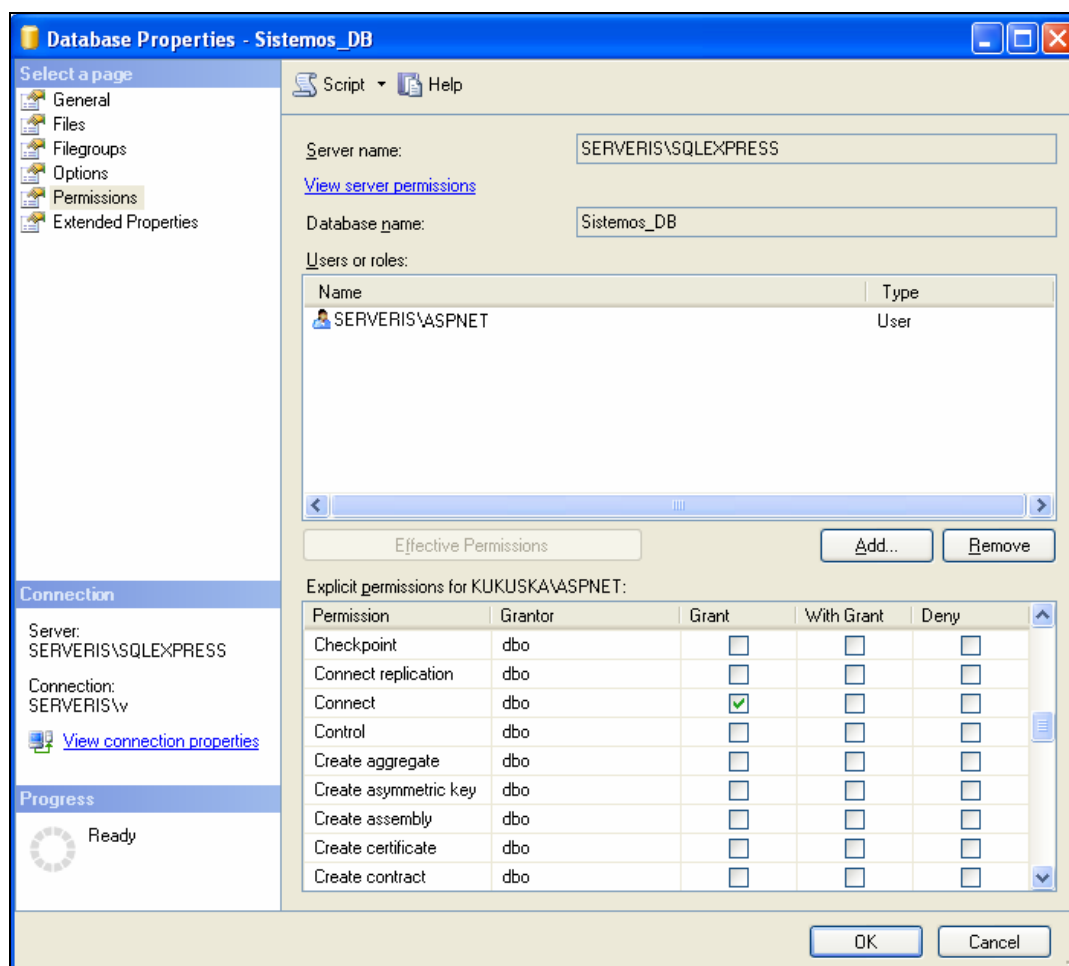 Database Properties - Sistemos_DB
Select a page
General
Files
Filegroups
Options
Permissions
Extended Properties
Script Help
Server name: SERVERIS\SQLEXPRESS
View server permissions
Database name: Sistemos_DB
Users or roles:
Name Type
SERVERIS\ASPNET User
Effective Permissions Add... Remove
Explicit permissions for KUKUSKA\ASPNET:
Permission Grantor Grant With Grant Deny
Checkpoint dbo
Connect replication dbo
Connect dbo
Control dbo
Create aggregate dbo
Create asymmetric key dbo
Create assembly dbo
Create certificate dbo
Create contract dbo
Connection
Server:
SERVERIS\SQLEXPRESS
Connection:
SERVERIS\v
View connection properties
Progress
Ready
OK Cancel